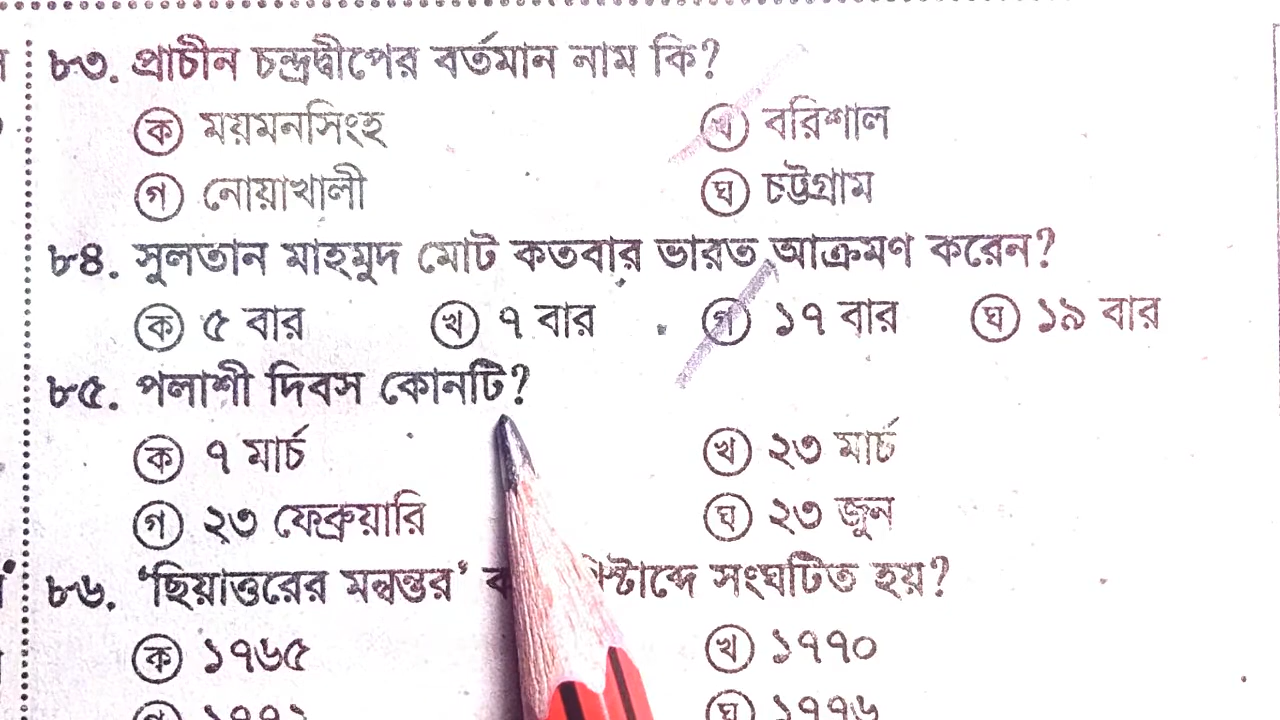 ৮৩. প্রাচীন চন্দ্রদ্বীপের বর্তমান নাম কি?
ক ময়মনসিংহ খ বরিশাল
গ নোয়াখালী ঘ চট্টগ্রাম
৮৪. সুলতান মাহমুদ মোট কতবার ভারত আক্রমণ করেন?
ক ৫ বার খ ৭ বার গ ১৭ বার ঘ ১৯ বার
৮৫. পলাশী দিবস কোনটি?
ক ৭ মার্চ খ ২৩ মার্চ
গ ২৩ ফেব্রুয়ারি ঘ ২৩ জুন
৮৬. ‘ছিয়াত্তরের মন্বন্তর’ সংঘটিত হয়?
ক ১৭৬৫ খ ১৭৭০